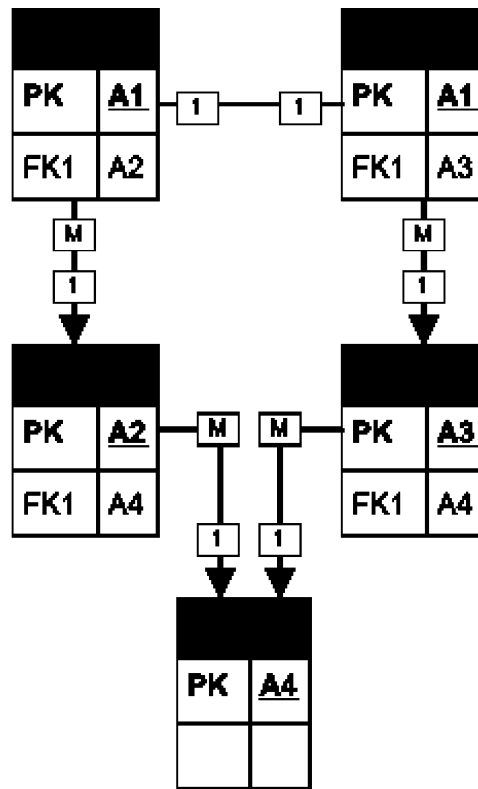 PK A1 1 1 PK A1
FK1 A2 FK1 A3
M M
1 1
PK A2 M M PK A3
FK1 A4 FK1 A4
1 1
PK A4